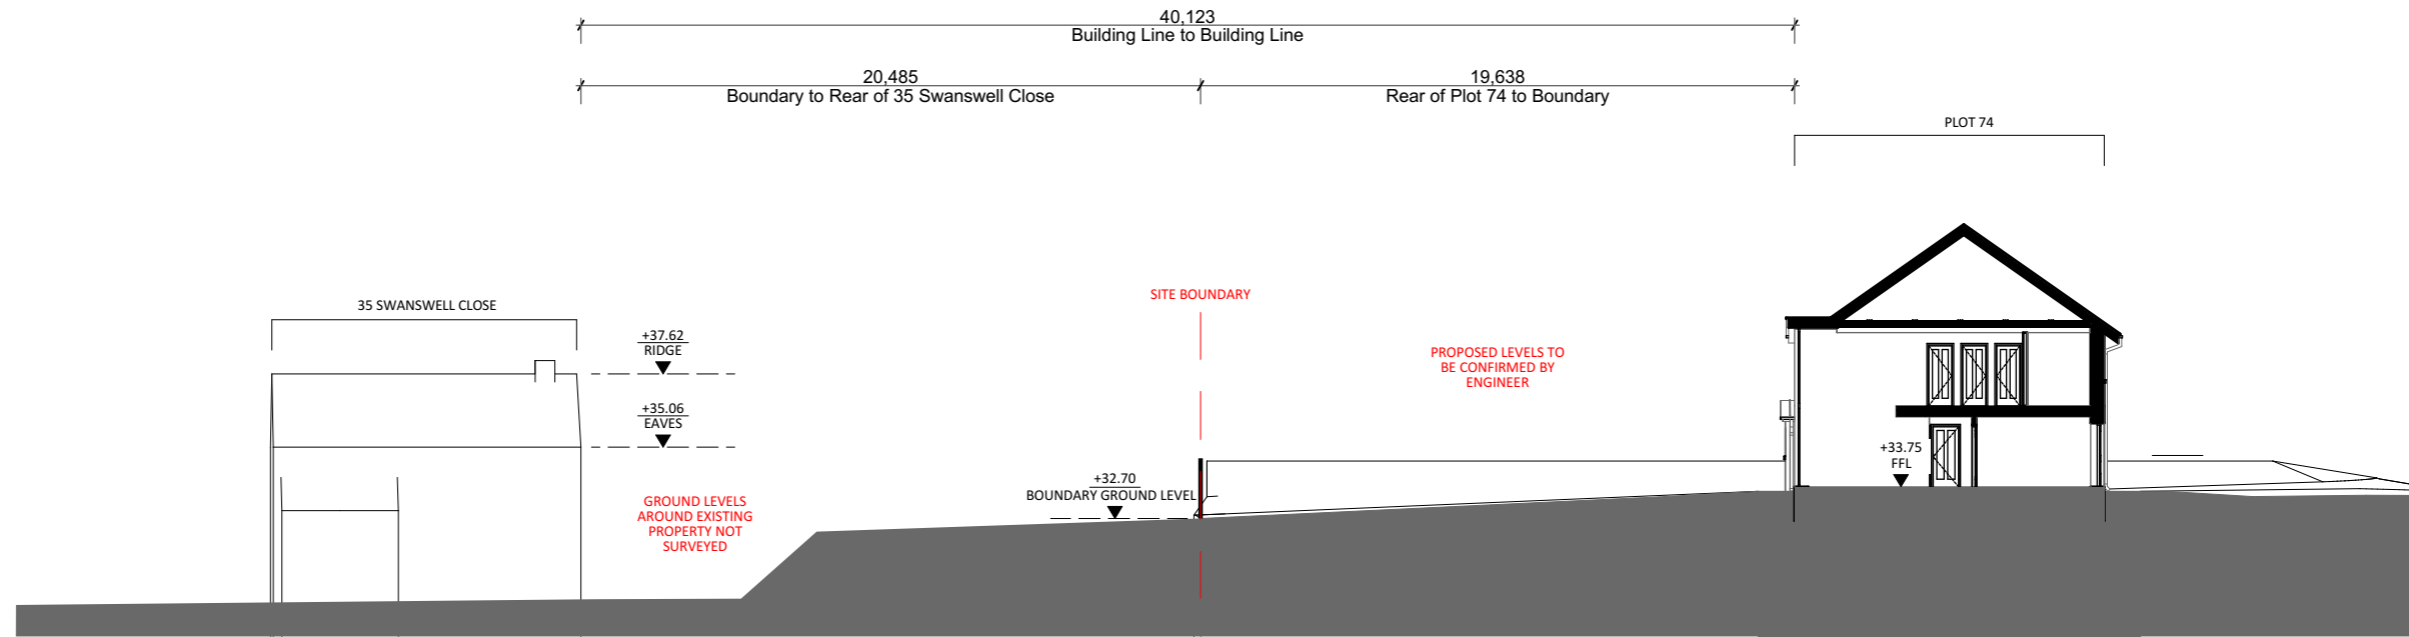 40,123
Building Line to Building Line
20,485
Boundary to Rear of 35 Swanswell Close
19,638
Rear of Plot 74 to Boundary
PLOT 74
SITE BOUNDARY
35 SWANSWELL CLOSE
+37.62
RIDGE
PROPOSED LEVELS TO
BE CONFIRMED BY
ENGINEER
+35.06
EAVES
+33.75
FFL
+32.70
BOUNDARY GROUND LEVEL
GROUND LEVELS
AROUND EXISTING
PROPERTY NOT
SURVEYED